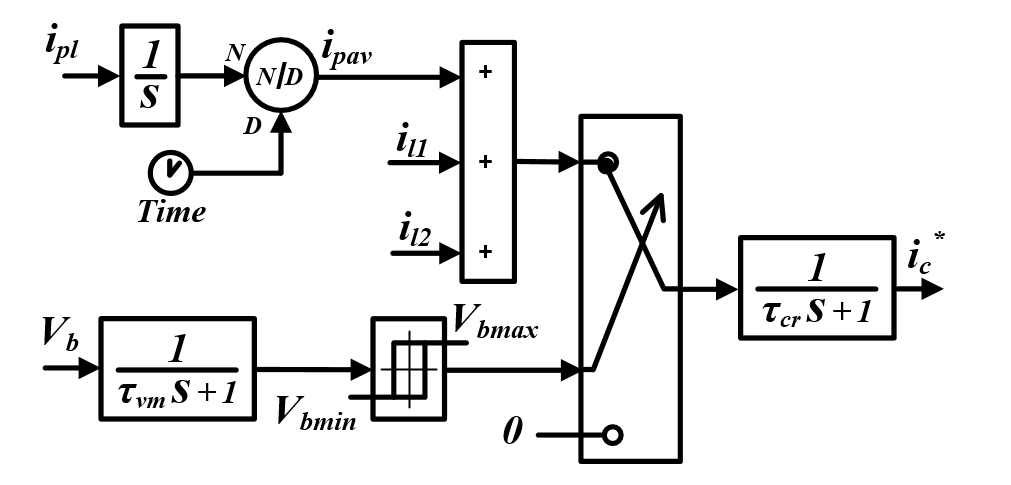 i_pl
1
s
N
N/D
i_pav
D
Time
+
i_l1
+
i_l2
+
1
τ_cr s + 1
i_c*
V_b
1
τ_vm s + 1
V_bmax
V_bmin
0